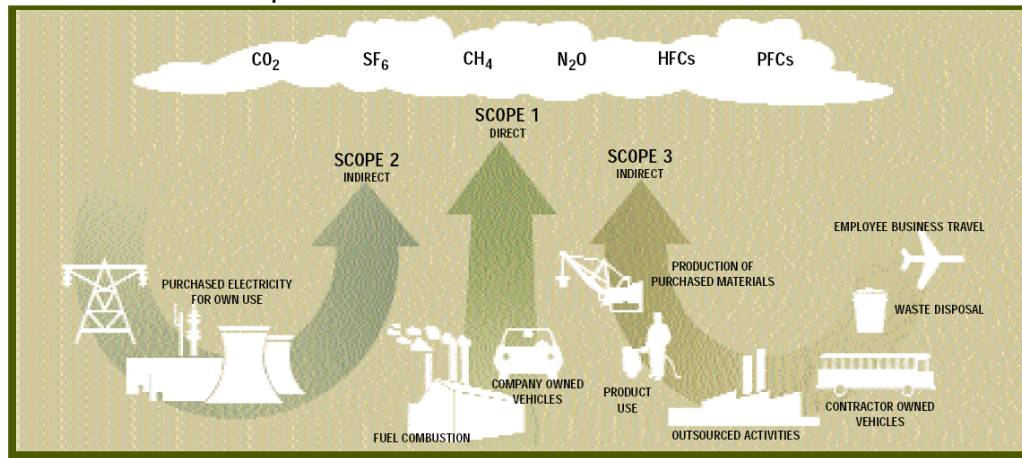 CO₂ SF₆ CH₄ N₂O HFCs PFCs
SCOPE 1
DIRECT
SCOPE 2
INDIRECT
SCOPE 3
INDIRECT
EMPLOYEE BUSINESS TRAVEL
PURCHASED ELECTRICITY
FOR OWN USE
PRODUCTION OF
PURCHASED MATERIALS
WASTE DISPOSAL
COMPANY OWNED
VEHICLES
PRODUCT
USE
CONTRACTOR OWNED
VEHICLES
FUEL COMBUSTION
OUTSOURCED ACTIVITIES